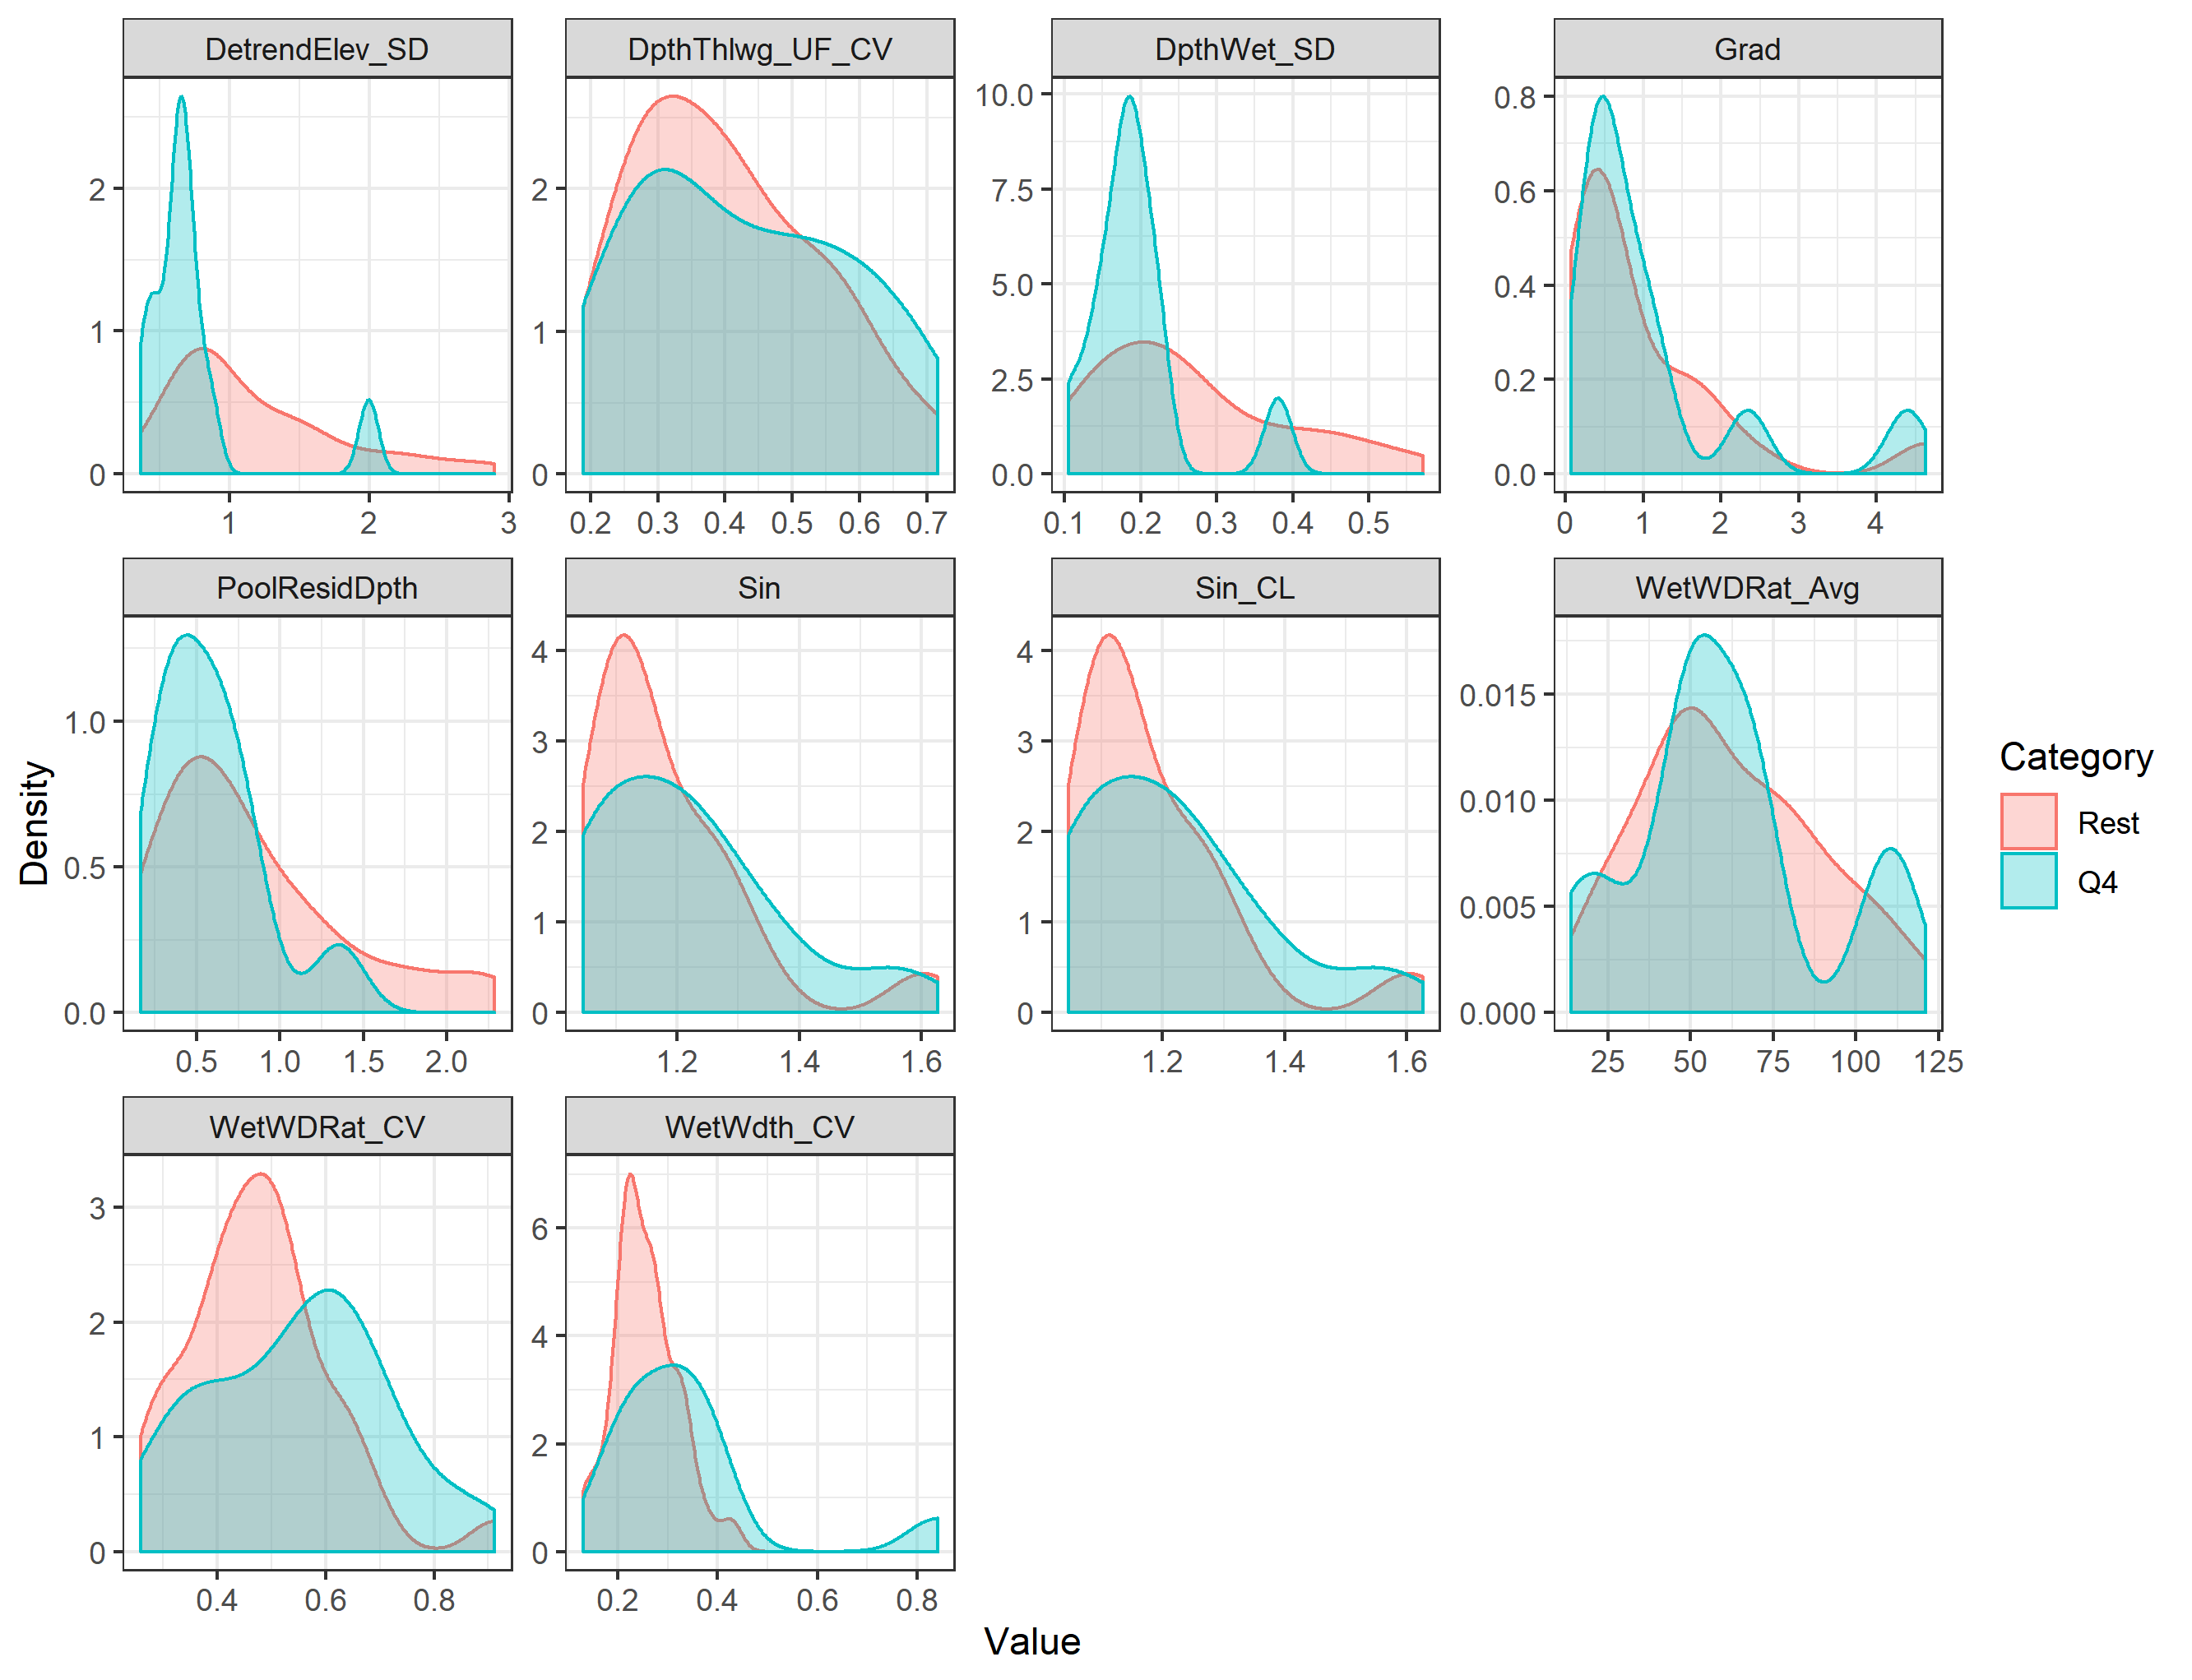 DetrendElev_SD
DpthThlwg_UF_CV
DpthWet_SD
Grad
2
1
0
1 2 3
2
1
0
0.2 0.3 0.4 0.5 0.6 0.7
10.0
7.5
5.0
2.5
0.0
0.1 0.2 0.3 0.4 0.5
0.8
0.6
0.4
0.2
0.0
0 1 2 3 4
PoolResidDpth
Sin
Sin_CL
WetWDRat_Avg
1.0
0.5
0.0
0.5 1.0 1.5 2.0
4
3
2
1
0
1.2 1.4 1.6
4
3
2
1
0
1.2 1.4 1.6
0.015
0.010
0.005
0.000
25 50 75 100 125
WetWDRat_CV
WetWdth_CV
3
2
1
0
0.4 0.6 0.8
6
4
2
0
0.2 0.4 0.6 0.8
Density
Value
Category
Rest
Q4